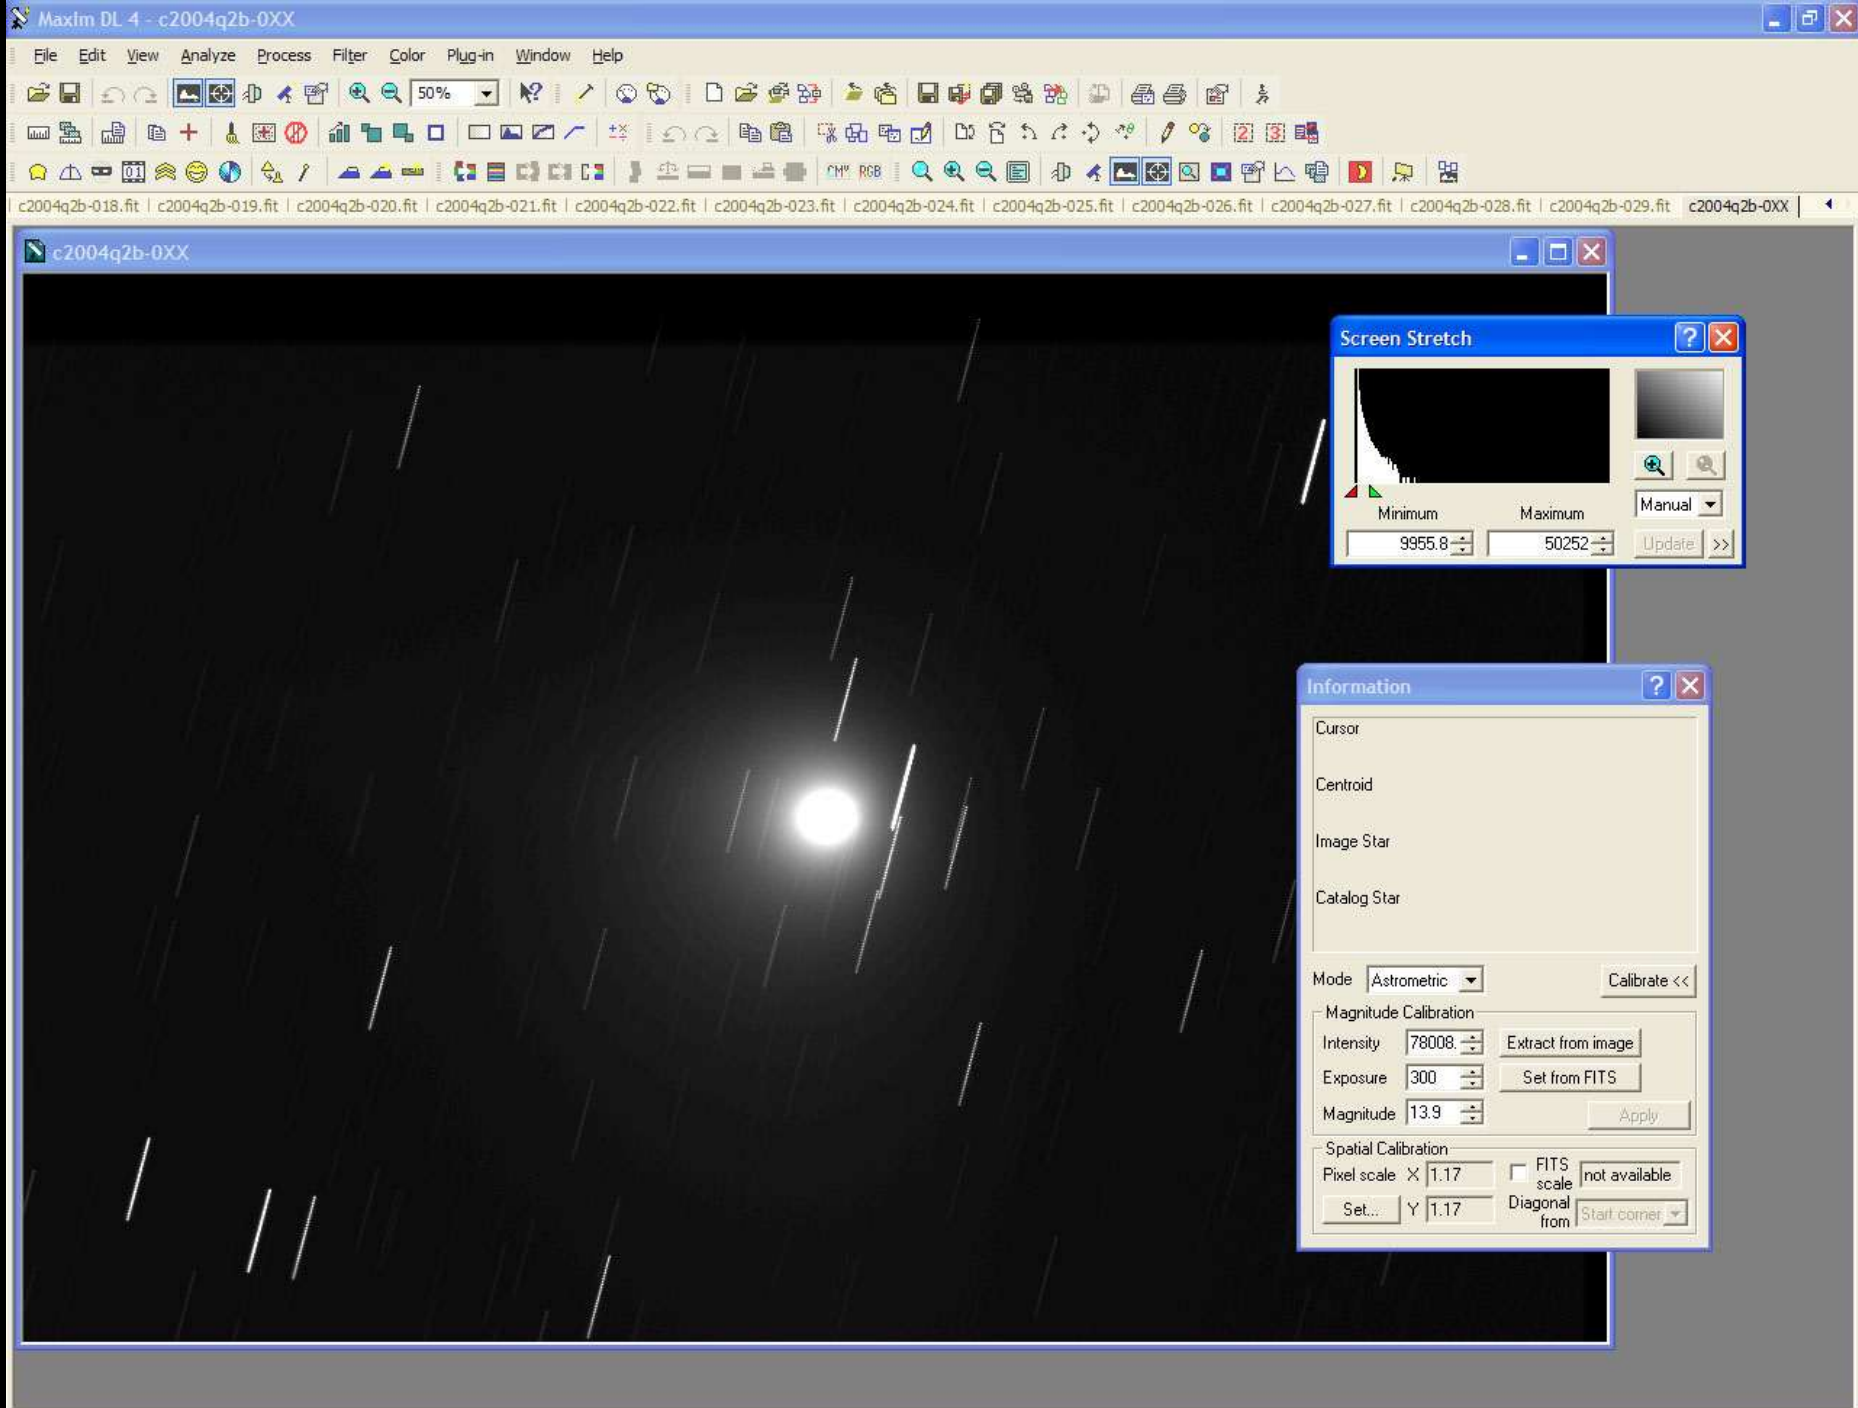 MaxIm DL 4 - c2004q2b-0XX
File Edit View Analyze Process Filter Color Plug-in Window Help
50%
CMY RGB
c2004q2b-018.fit c2004q2b-019.fit c2004q2b-020.fit c2004q2b-021.fit c2004q2b-022.fit c2004q2b-023.fit c2004q2b-024.fit c2004q2b-025.fit c2004q2b-026.fit c2004q2b-027.fit c2004q2b-028.fit c2004q2b-029.fit c2004q2b-0XX
c2004q2b-0XX
Screen Stretch
Manual
Minimum Maximum
9955.8 50252 Update >>
Information
Cursor
Centroid
Image Star
Catalog Star
Mode Astrometric Calibrate <<
Magnitude Calibration
Intensity 78008. Extract from image
Exposure 300 Set from FITS
Magnitude 13.9 Apply
Spatial Calibration
Pixel scale X 1.17 FITS scale not available
Set... Y 1.17 Diagonal from Start corner